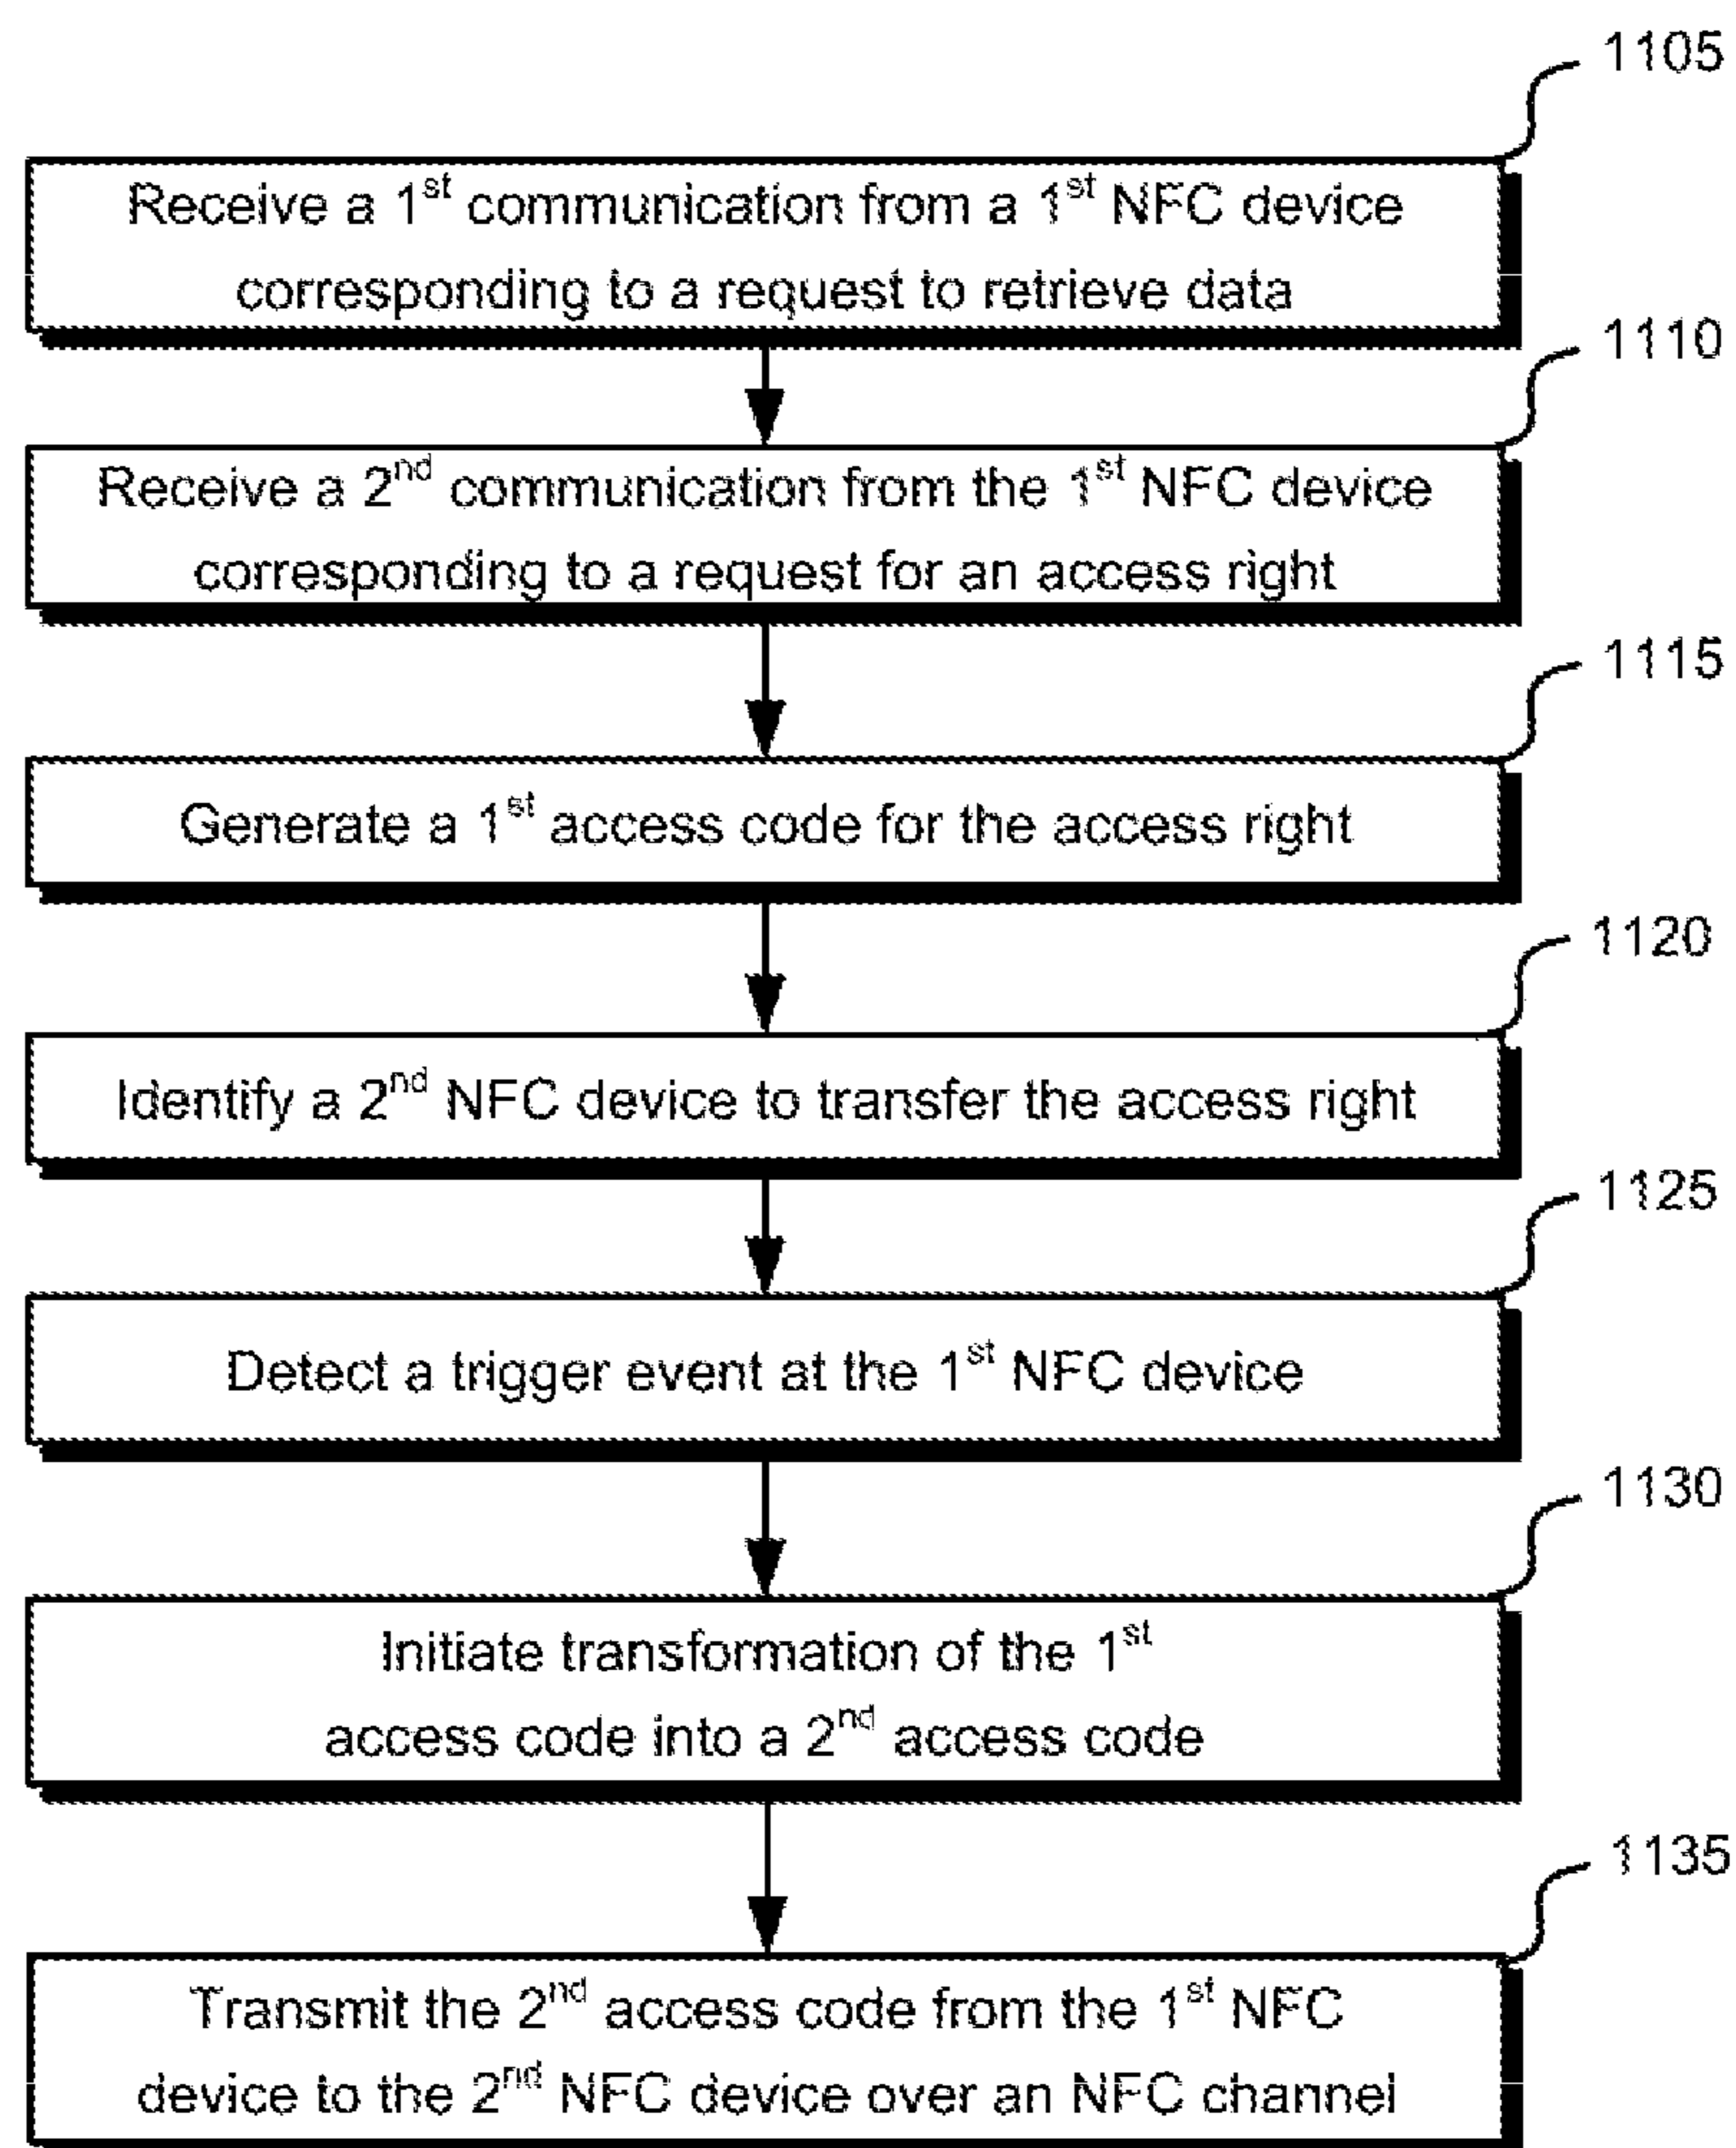 1105
Receive a 1st communication from a 1st NFC device
corresponding to a request to retrieve data
1110
Receive a 2nd communication from the 1st NFC device
corresponding to a request for an access right
1115
Generate a 1st access code for the access right
1120
Identify a 2nd NFC device to transfer the access right
1125
Detect a trigger event at the 1st NFC device
1130
Initiate transformation of the 1st
access code into a 2nd access code
1135
Transmit the 2nd access code from the 1st NFC
device to the 2nd NFC device over an NFC channel